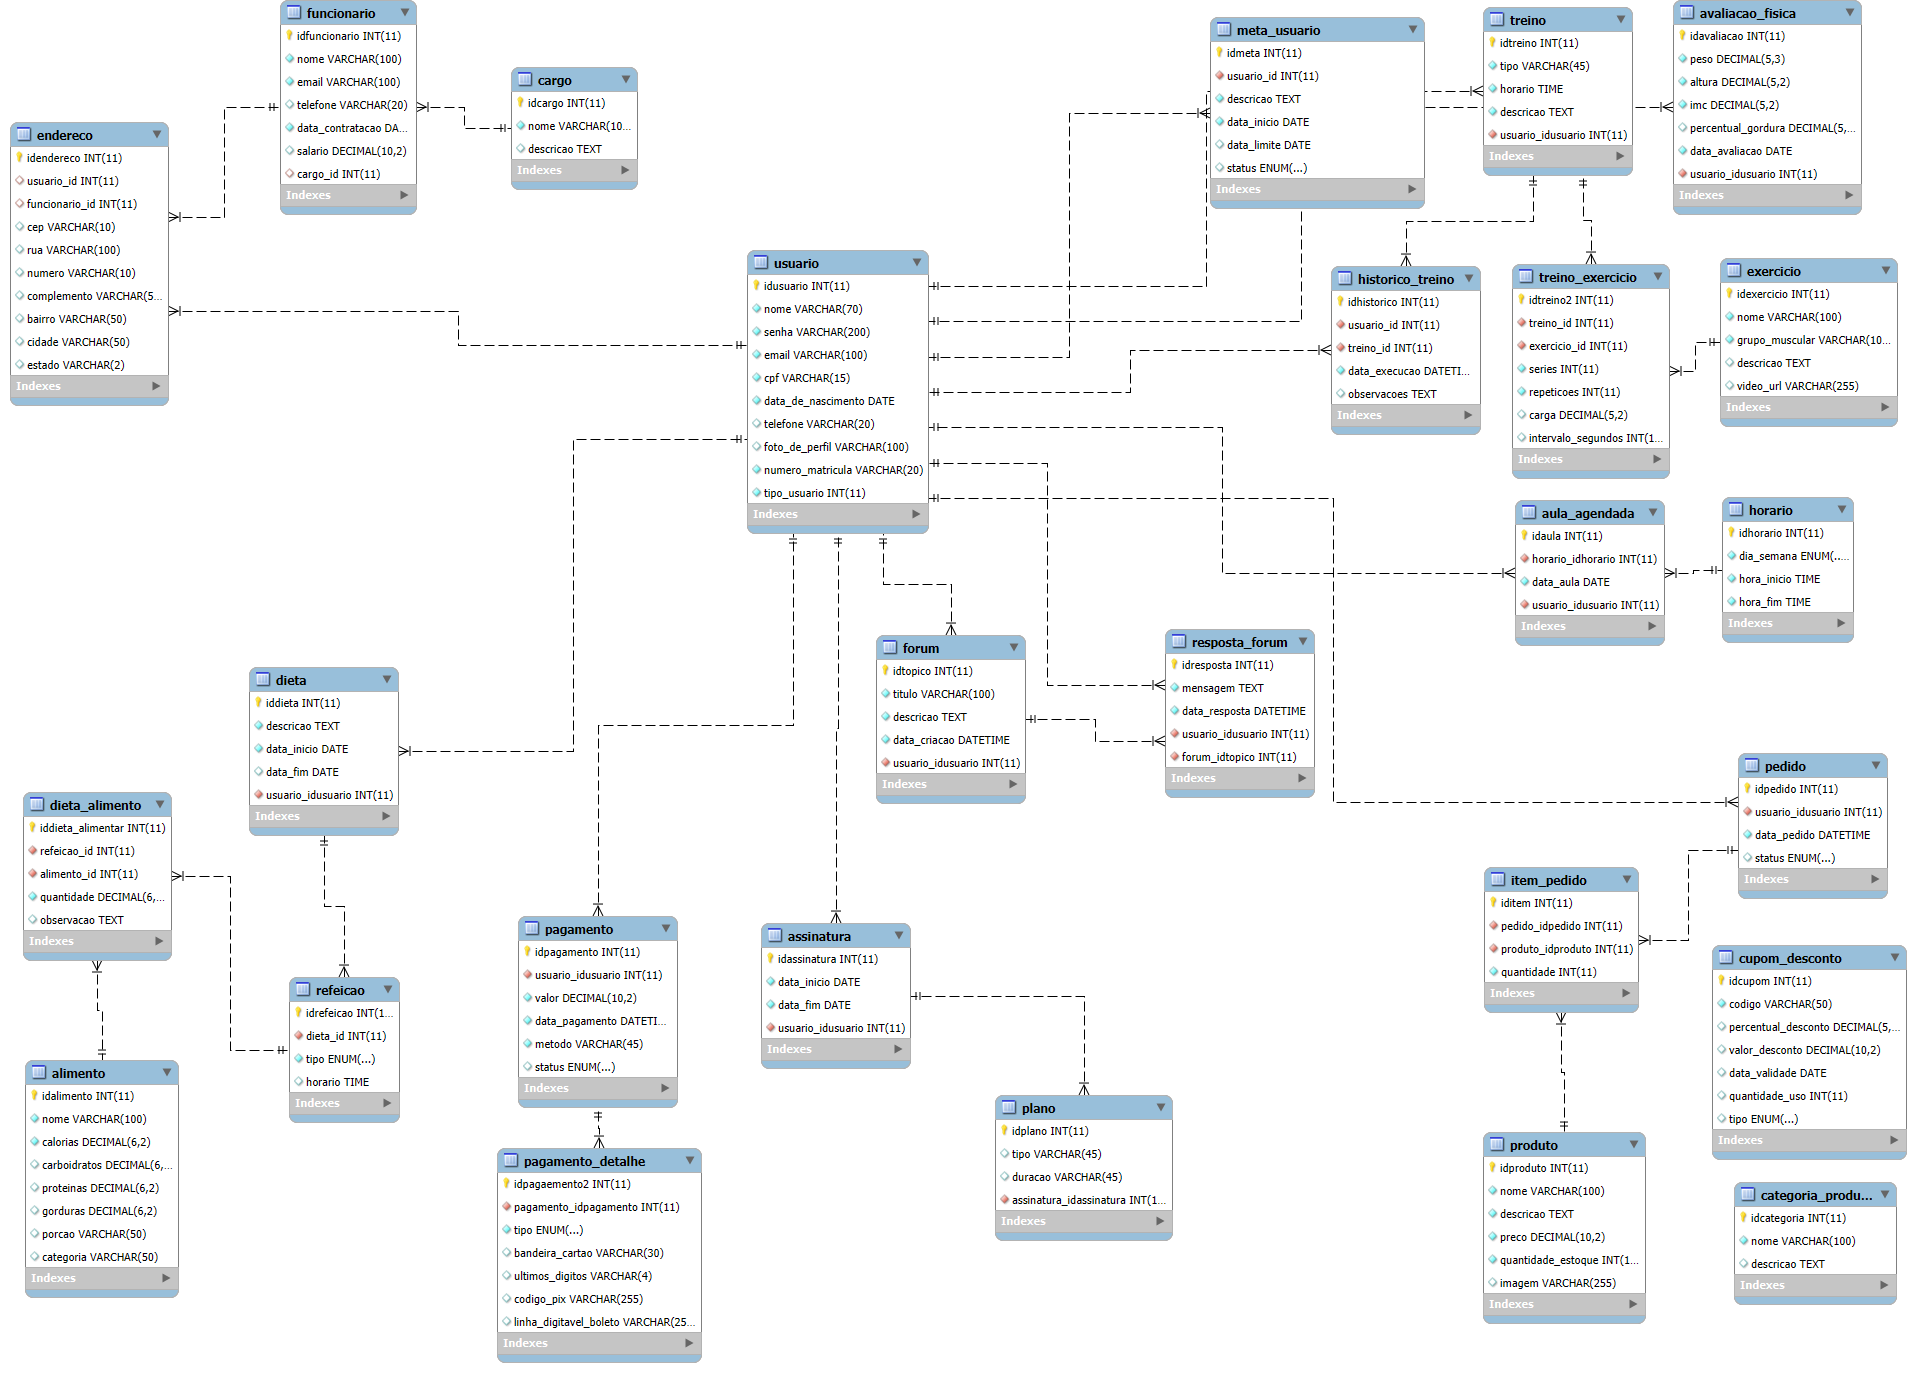 funcionario
idfuncionario INT(11)
nome VARCHAR(100)
email VARCHAR(100)
telefone VARCHAR(20)
data_contratacao DA...
salario DECIMAL(10,2)
cargo_id INT(11)
Indexes
cargo
idcargo INT(11)
nome VARCHAR(10...
descricao TEXT
Indexes
endereco
idendereco INT(11)
usuario_id INT(11)
funcionario_id INT(11)
cep VARCHAR(10)
rua VARCHAR(100)
numero VARCHAR(10)
complemento VARCHAR(5...
bairro VARCHAR(50)
cidade VARCHAR(50)
estado VARCHAR(2)
Indexes
meta_usuario
idmeta INT(11)
usuario_id INT(11)
descricao TEXT
data_inicio DATE
data_limite DATE
status ENUM(...)
Indexes
treino
idtreino INT(11)
tipo VARCHAR(45)
horario TIME
descricao TEXT
usuario_idusuario INT(11)
Indexes
avaliacao_fisica
idavaliacao INT(11)
peso DECIMAL(5,3)
altura DECIMAL(5,2)
imc DECIMAL(5,2)
percentual_gordura DECIMAL(5,...
data_avaliacao DATE
usuario_idusuario INT(11)
Indexes
usuario
idusuario INT(11)
nome VARCHAR(70)
senha VARCHAR(200)
email VARCHAR(100)
cpf VARCHAR(15)
data_de_nascimento DATE
telefone VARCHAR(20)
foto_de_perfil VARCHAR(100)
numero_matricula VARCHAR(20)
tipo_usuario INT(11)
Indexes
historico_treino
idhistorico INT(11)
usuario_id INT(11)
treino_id INT(11)
data_execucao DATETI...
observacoes TEXT
Indexes
treino_exercicio
idtreino2 INT(11)
treino_id INT(11)
exercicio_id INT(11)
series INT(11)
repeticoes INT(11)
carga DECIMAL(5,2)
intervalo_segundos INT(1...
Indexes
exercicio
idexercicio INT(11)
nome VARCHAR(100)
grupo_muscular VARCHAR(10...
descricao TEXT
video_url VARCHAR(255)
Indexes
aula_agendada
idaula INT(11)
horario_idhorario INT(11)
data_aula DATE
usuario_idusuario INT(11)
Indexes
horario
idhorario INT(11)
dia_semana ENUM(...
hora_inicio TIME
hora_fim TIME
Indexes
forum
idtopico INT(11)
titulo VARCHAR(100)
descricao TEXT
data_criacao DATETIME
usuario_idusuario INT(11)
Indexes
resposta_forum
idresposta INT(11)
mensagem TEXT
data_resposta DATETIME
usuario_idusuario INT(11)
forum_idtopico INT(11)
Indexes
dieta
iddieta INT(11)
descricao TEXT
data_inicio DATE
data_fim DATE
usuario_idusuario INT(11)
Indexes
dieta_alimento
iddieta_alimentar INT(11)
refeicao_id INT(11)
alimento_id INT(11)
quantidade DECIMAL(6,...
observacao TEXT
Indexes
refeicao
idrefeicao INT(1...
dieta_id INT(11)
tipo ENUM(...)
horario TIME
Indexes
alimento
idalimento INT(11)
nome VARCHAR(100)
calorias DECIMAL(6,2)
carboidratos DECIMAL(6,...
proteinas DECIMAL(6,2)
gorduras DECIMAL(6,2)
porcao VARCHAR(50)
categoria VARCHAR(50)
Indexes
pagamento
idpagamento INT(11)
usuario_idusuario INT(11)
valor DECIMAL(10,2)
data_pagamento DATETI...
metodo VARCHAR(45)
status ENUM(...)
Indexes
pagamento_detalhe
idpagaemento2 INT(11)
pagamento_idpagamento INT(11)
tipo ENUM(...)
bandeira_cartao VARCHAR(30)
ultimos_digitos VARCHAR(4)
codigo_pix VARCHAR(255)
linha_digitavel_boleto VARCHAR(25...
Indexes
assinatura
idassinatura INT(11)
data_inicio DATE
data_fim DATE
usuario_idusuario INT(11)
Indexes
plano
idplano INT(11)
tipo VARCHAR(45)
duracao VARCHAR(45)
assinatura_idassinatura INT(1...
Indexes
pedido
idpedido INT(11)
usuario_idusuario INT(11)
data_pedido DATETIME
status ENUM(...)
Indexes
item_pedido
iditem INT(11)
pedido_idpedido INT(11)
produto_idproduto INT(11)
quantidade INT(11)
Indexes
cupom_desconto
idcupom INT(11)
codigo VARCHAR(50)
percentual_desconto DECIMAL(5,...
valor_desconto DECIMAL(10,2)
data_validade DATE
quantidade_uso INT(11)
tipo ENUM(...)
Indexes
produto
idproduto INT(11)
nome VARCHAR(100)
descricao TEXT
preco DECIMAL(10,2)
quantidade_estoque INT(1...
imagem VARCHAR(255)
Indexes
categoria_produ...
idcategoria INT(11)
nome VARCHAR(100)
descricao TEXT
Indexes